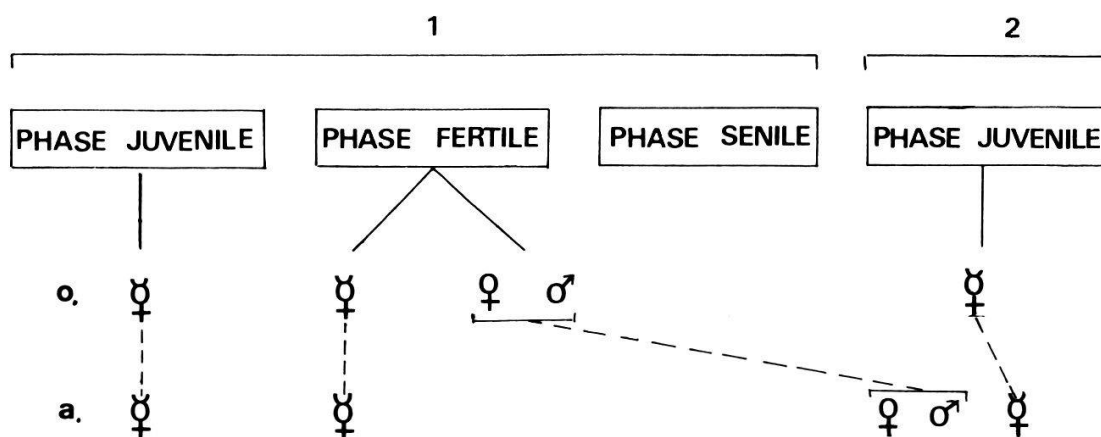 1 2
PHASE JUVENILE PHASE FERTILE PHASE SENILE PHASE JUVENILE
o. ☿ ☿ ♀ ♂ ☿
a. ☿ ☿ ♀ ♂ ☿